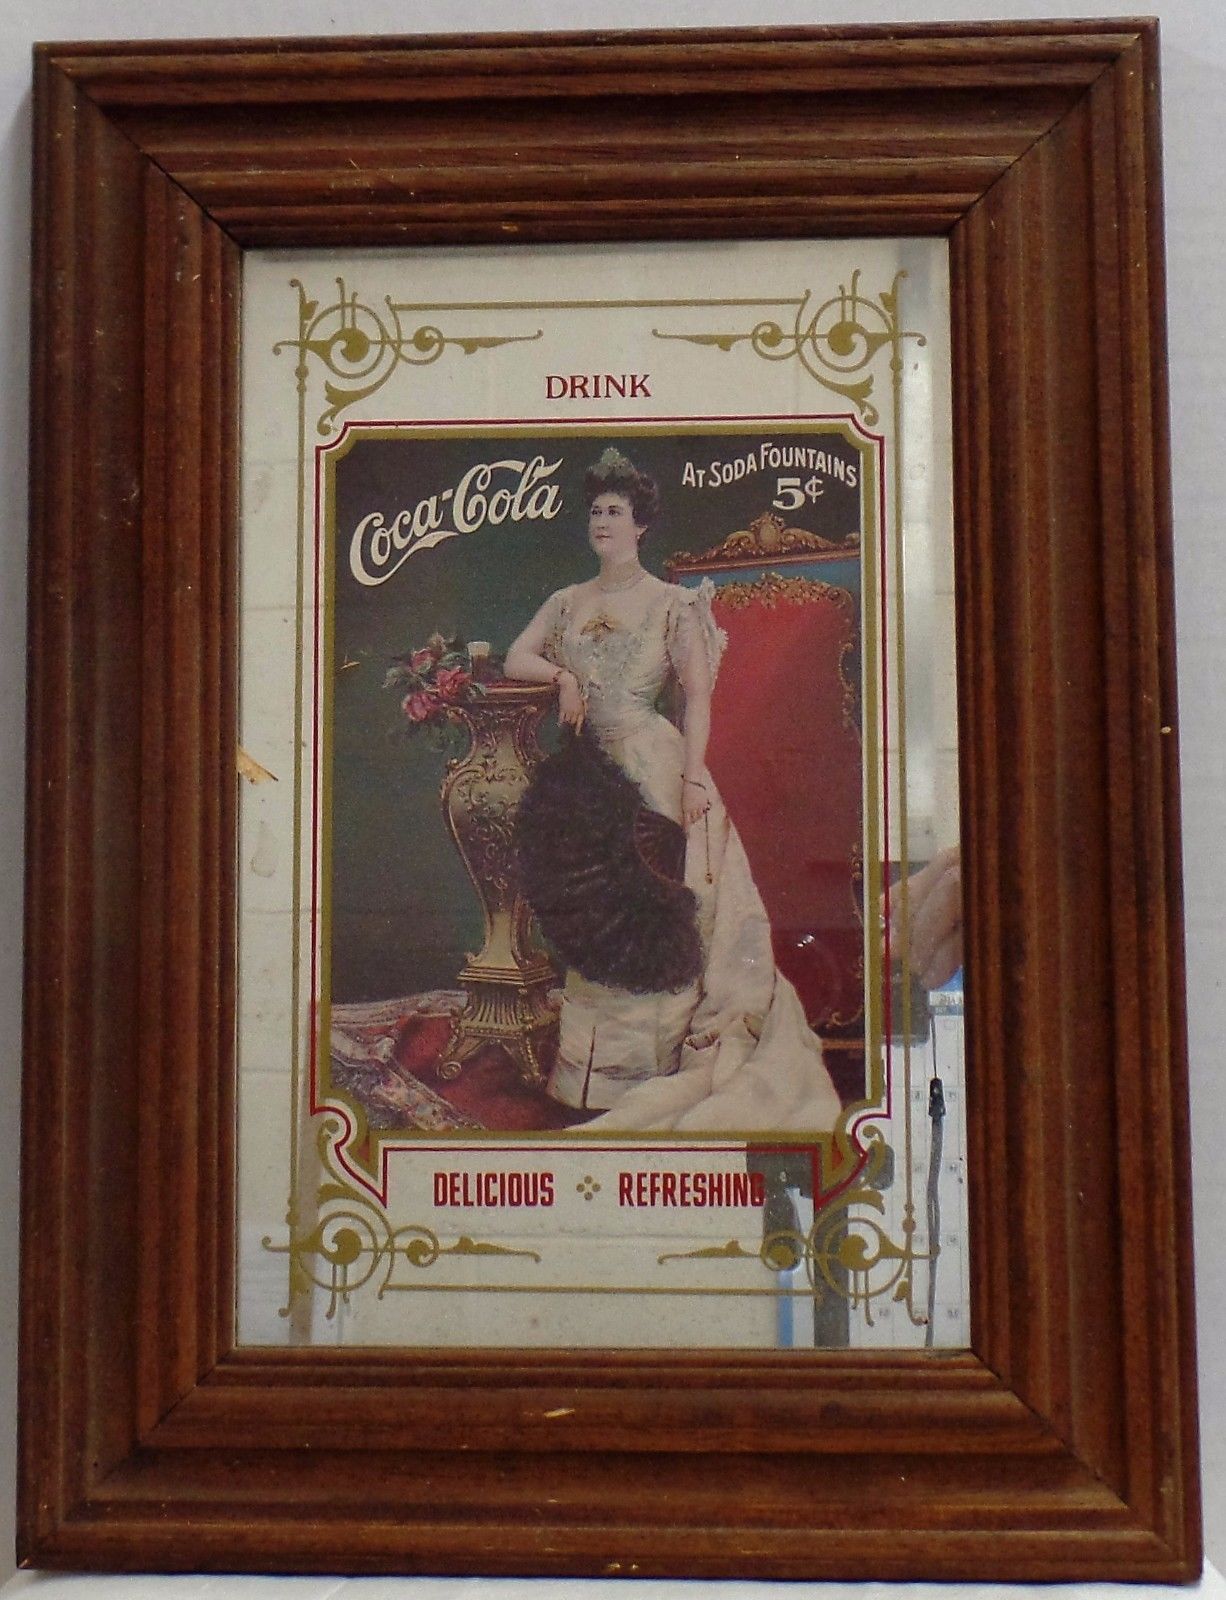 DRINK
Coca-Cola
AT SODA FOUNTAINS
5¢
DELICIOUS REFRESHING